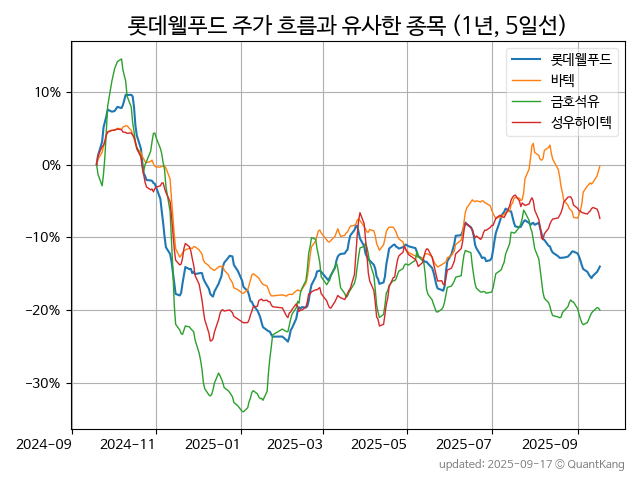 롯데웰푸드 주가 흐름과 유사한 종목 (1년, 5일선)
롯데웰푸드
바텍
금호석유
성우하이텍
10%
0%
−10%
−20%
−30%
2024-09
2024-11
2025-01
2025-03
2025-05
2025-07
2025-09
updated: 2025-09-17 © QuantKang